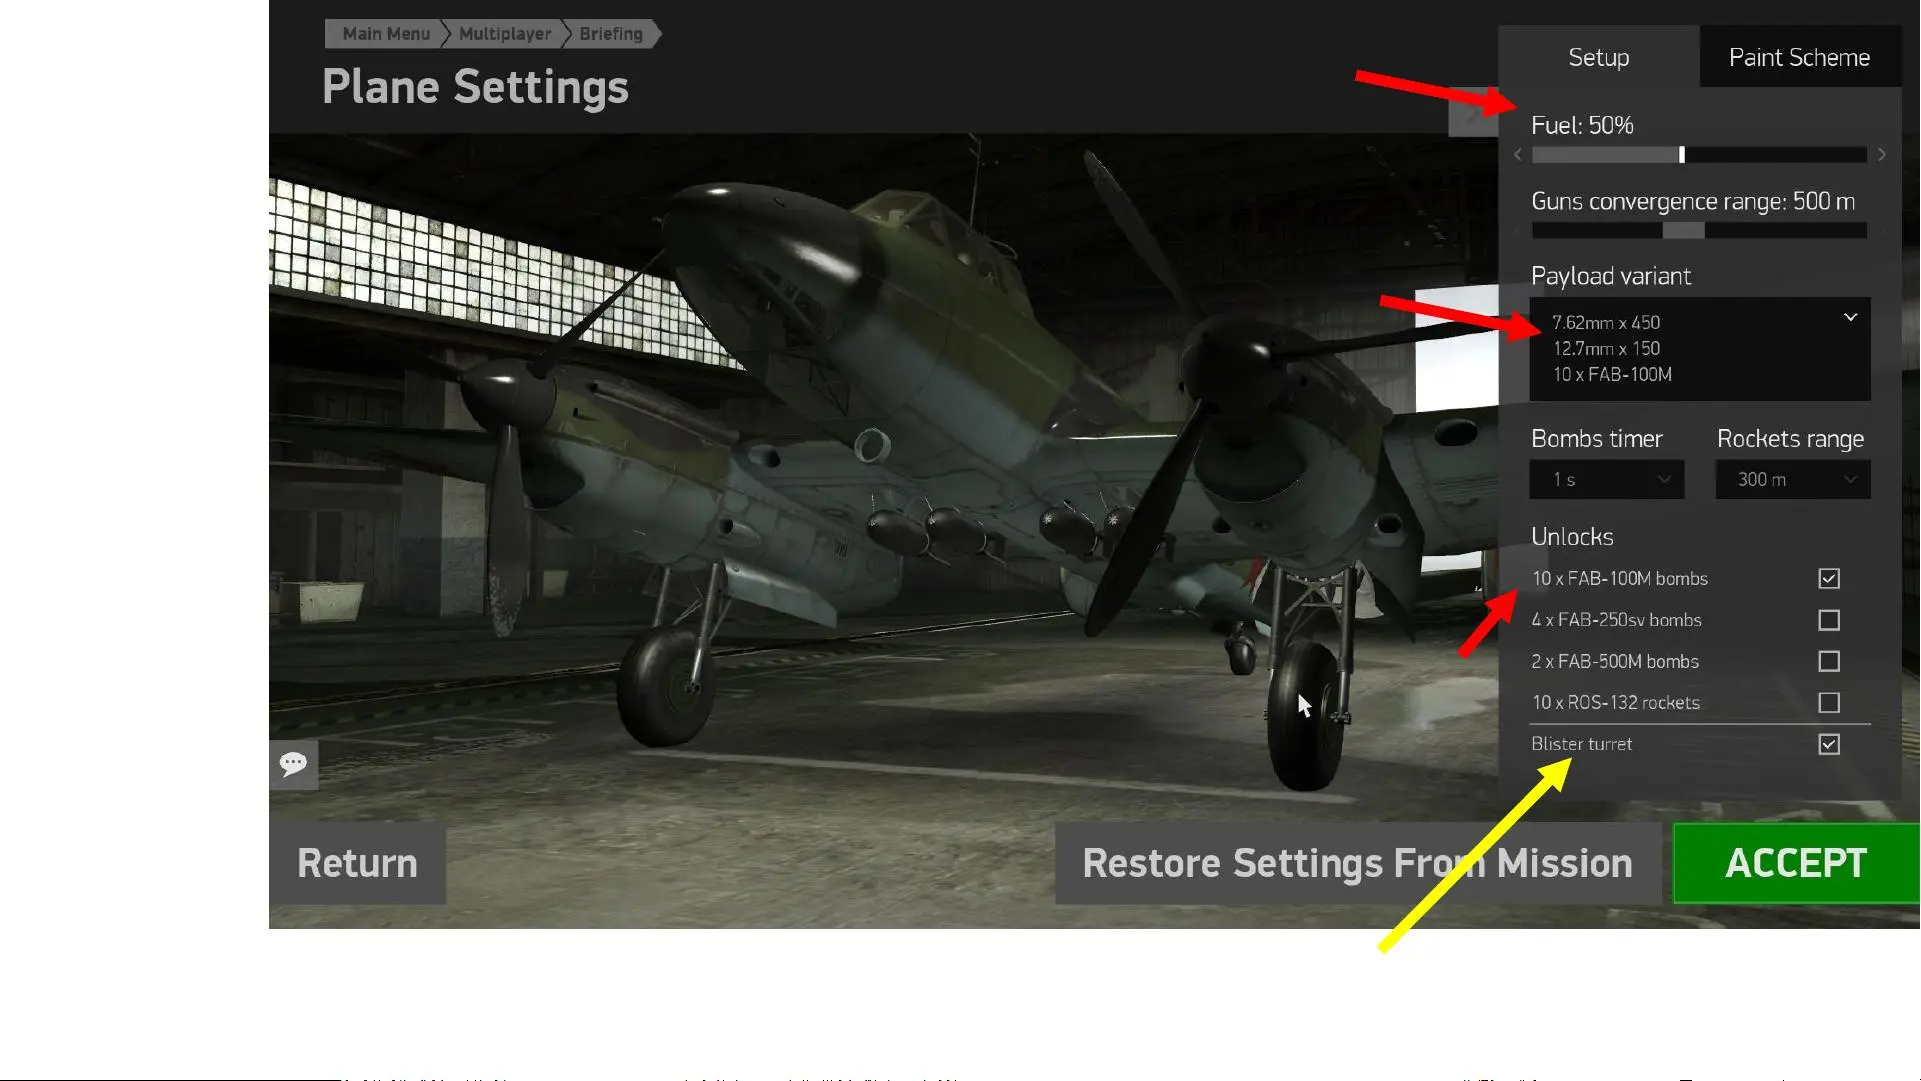 Main Menu
Multiplayer
Briefing
Plane Settings
Setup
Paint Scheme
Fuel: 50%
Guns convergence range: 500 m
Payload variant
7.62mm x 450
12.7mm x 150
10 x FAB-100M
Bombs timer
Rockets range
1 s
300 m
Unlocks
10 x FAB-100M bombs
4 x FAB-250sv bombs
2 x FAB-500M bombs
10 x ROS-132 rockets
Blister turret
Return
Restore Settings From Mission
ACCEPT